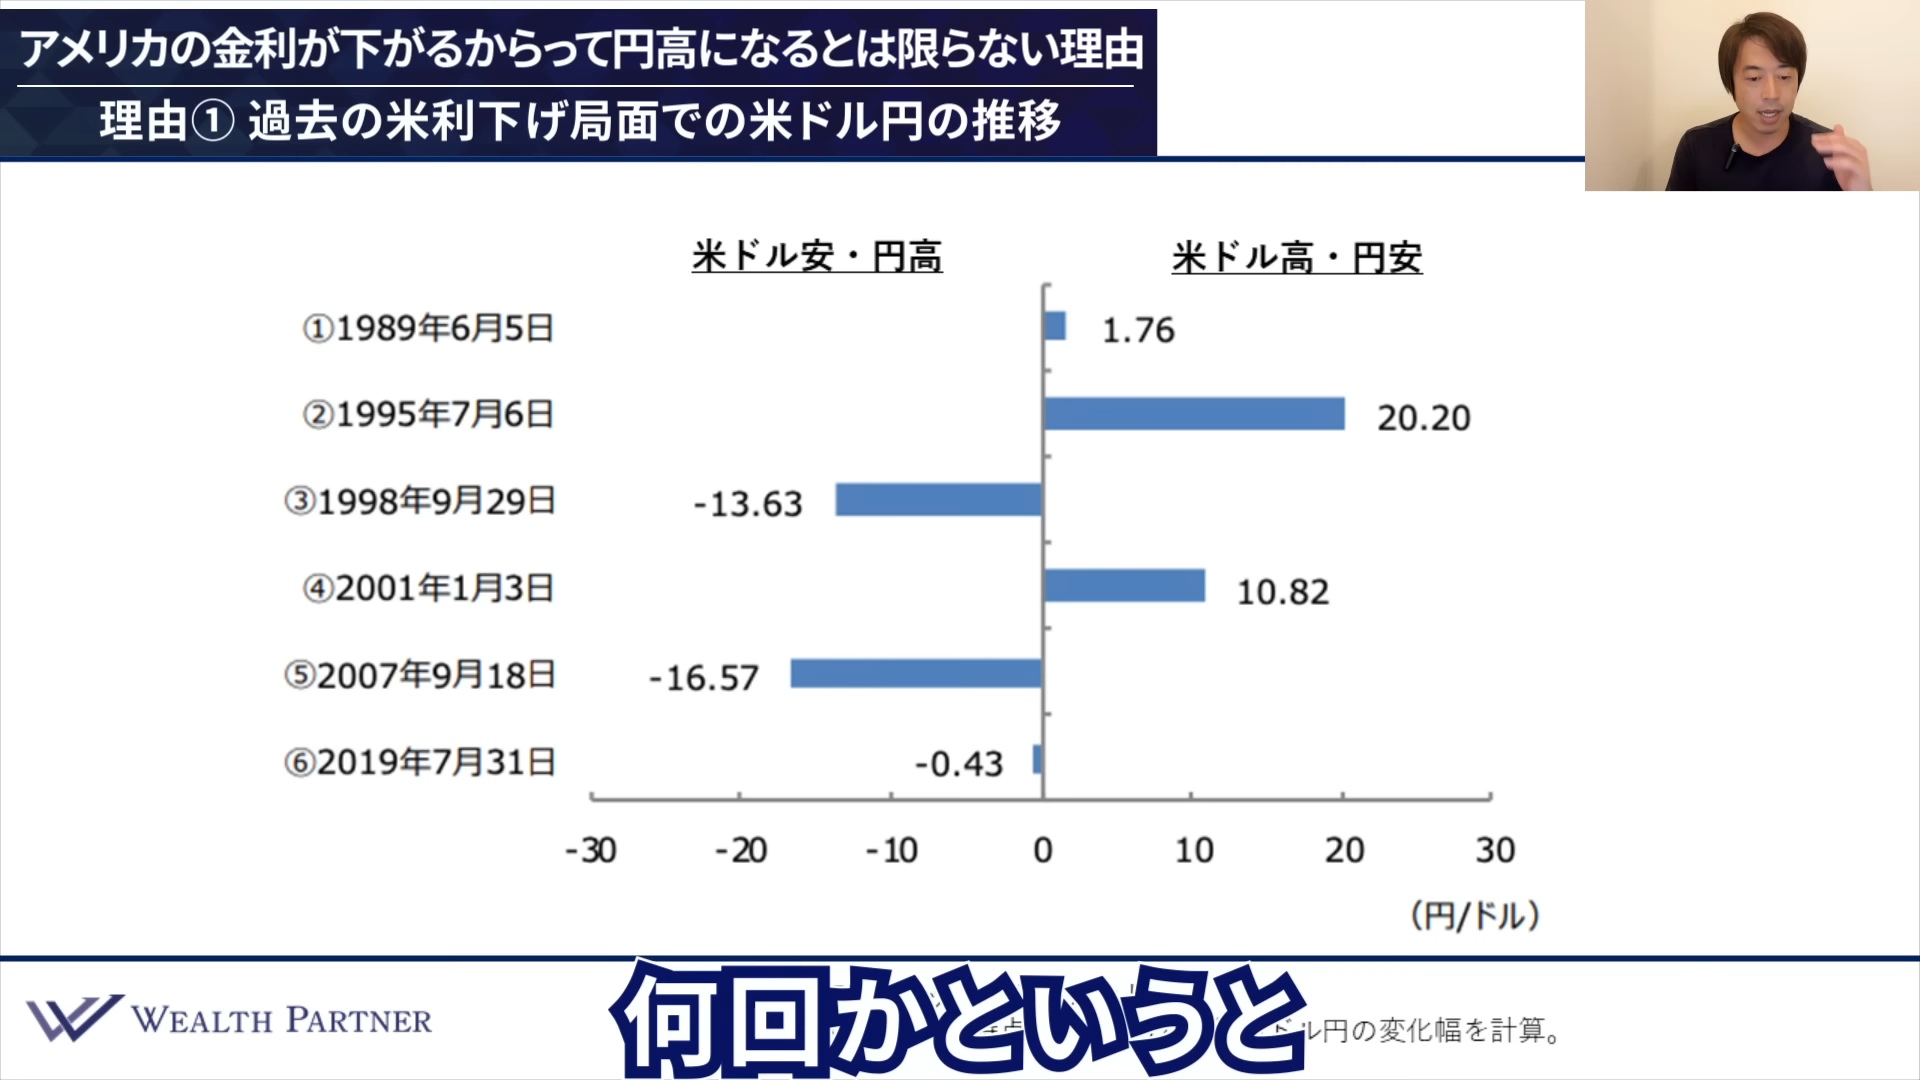 アメリカの金利が下がるからって円高になるとは限らない理由
理由① 過去の米利下げ局面での米ドル円の推移
米ドル安・円高
米ドル高・円安
①1989年6月5日
1.76
②1995年7月6日
20.20
③1998年9月29日
-13.63
④2001年1月3日
10.82
⑤2007年9月18日
-16.57
⑥2019年7月31日
-0.43
-30 -20 -10 0 10 20 30
（円/ドル）
WEALTH PARTNER
何回かというと
ドル円の変化幅を計算。